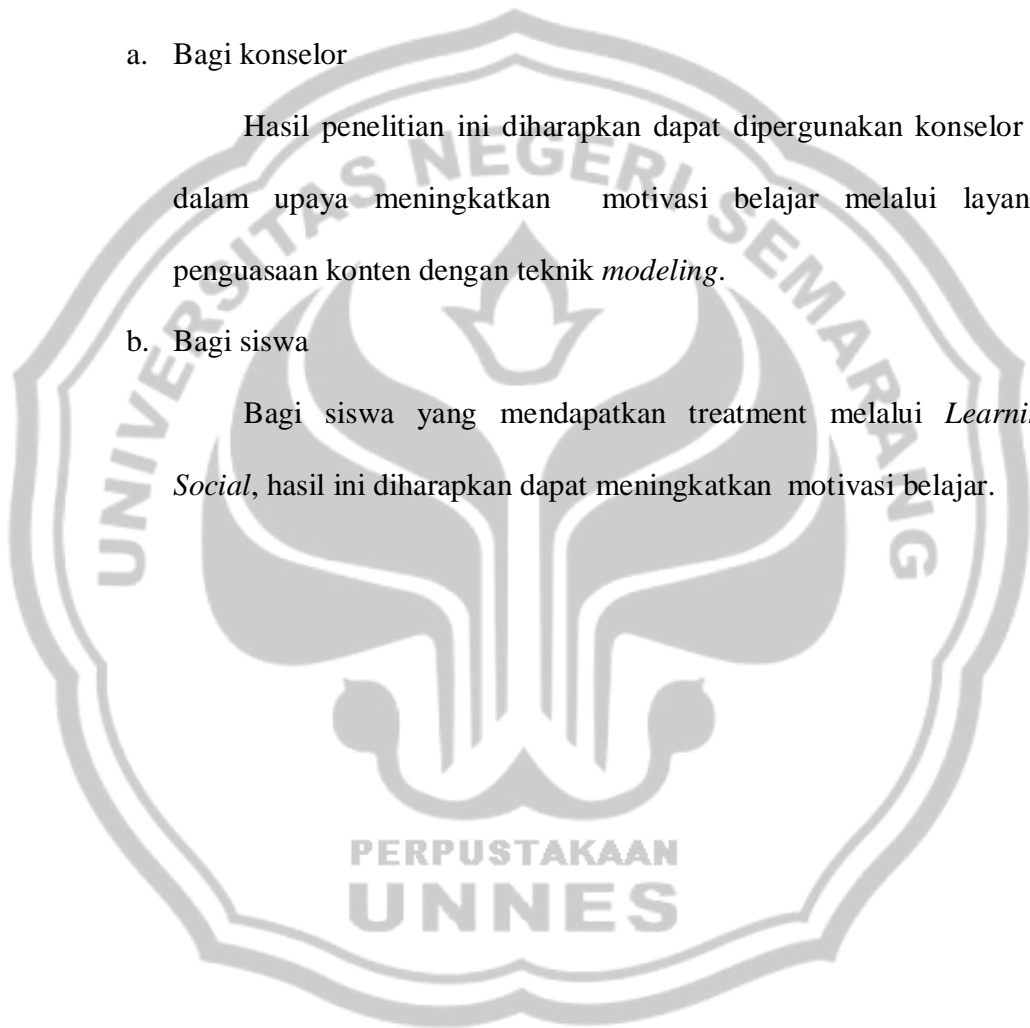 a. Bagi konselor
Hasil penelitian ini diharapkan dapat dipergunakan konselor
dalam upaya meningkatkan motivasi belajar melalui layan
penguasaan konten dengan teknik modeling.
b. Bagi siswa
Bagi siswa yang mendapatkan treatment melalui Learni
Social, hasil ini diharapkan dapat meningkatkan motivasi belajar.
UNIVERSITAS NEGERI SEMARANG
PERPUSTAKAAN
UNNES